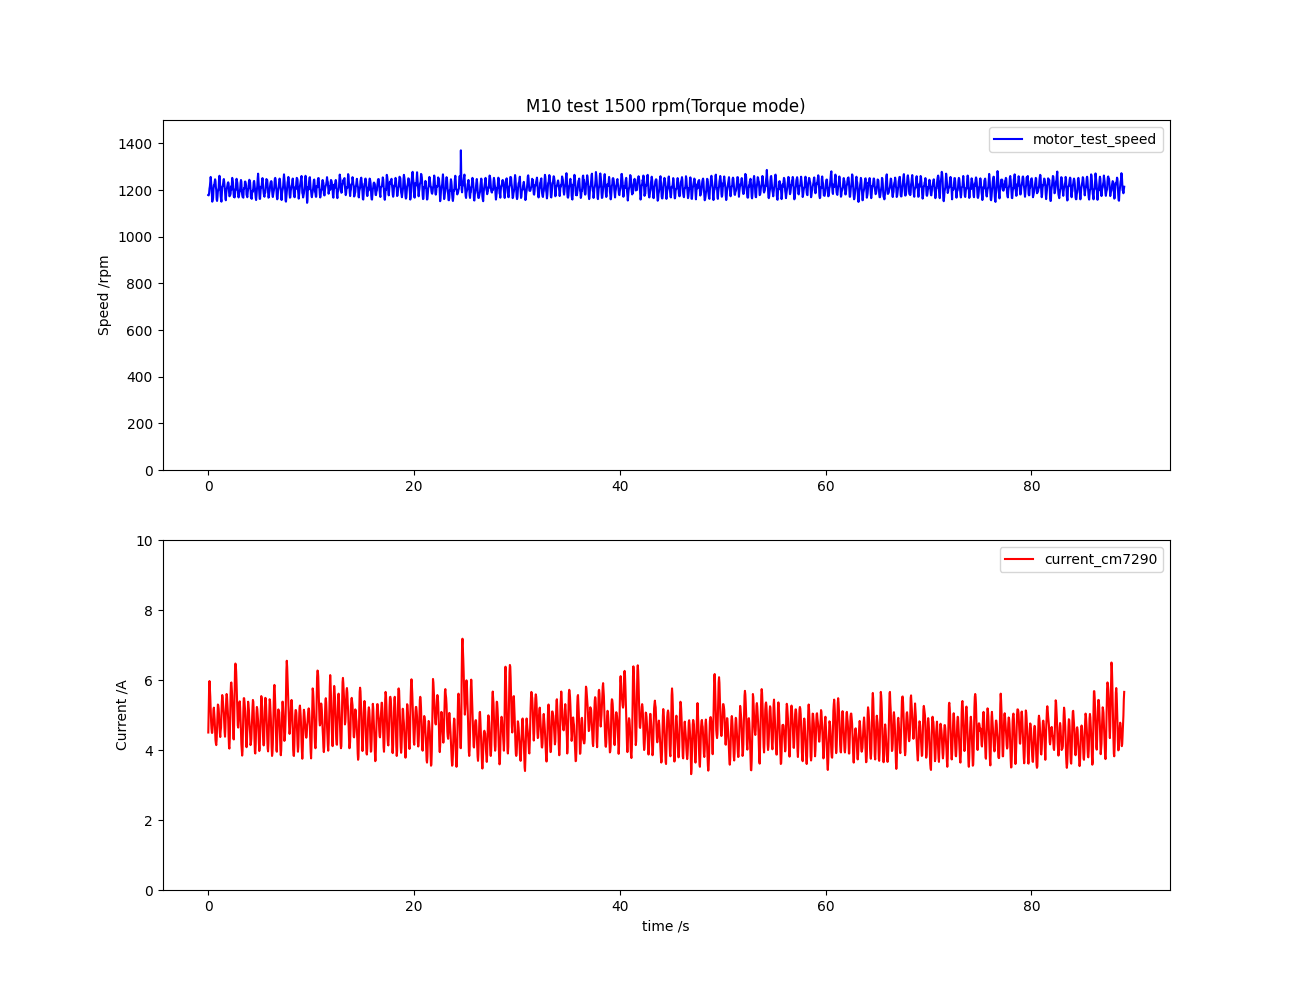 M10 test 1500 rpm(Torque mode)
motor_test_speed
1400
1200
1000
800
600
400
200
0
Speed /rpm
0 20 40 60 80
current_cm7290
10
8
6
4
2
0
Current /A
0 20 40 60 80
time /s